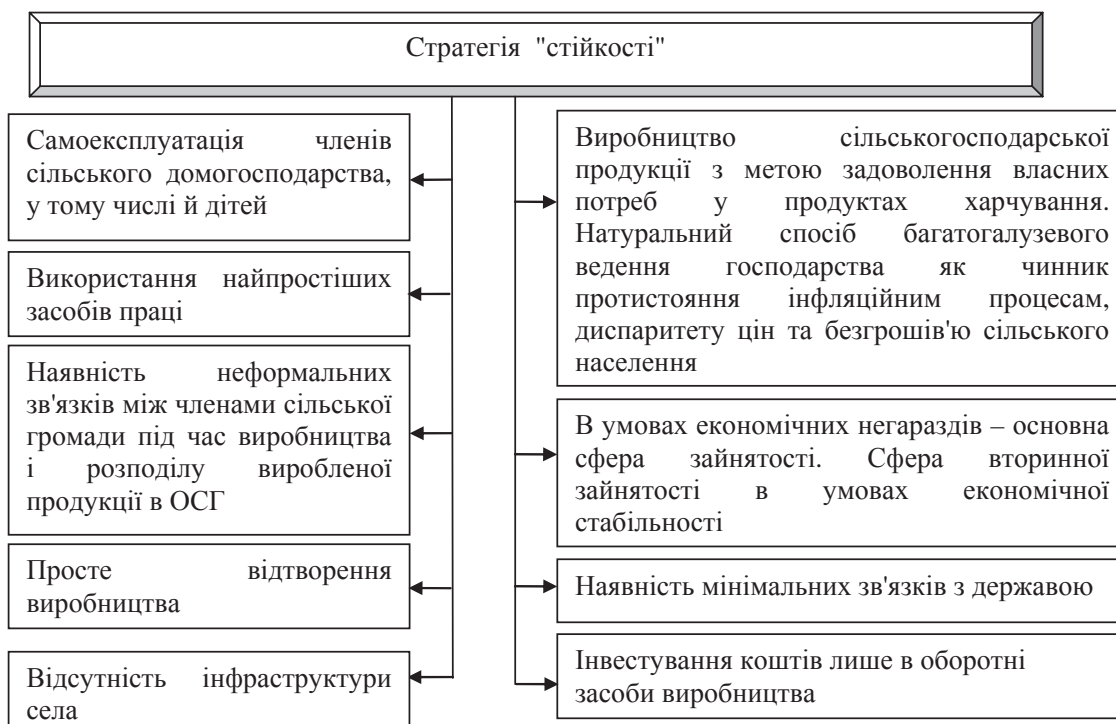 Стратегія "стійкості"
Самоексплуатація членів
сільського домогосподарства,
у тому числі й дітей
Використання найпростіших
засобів праці
Наявність неформальних
зв'язків між членами сільської
громади під час виробництва
і розподілу виробленої
продукції в ОСГ
Просте відтворення
виробництва
Відсутність інфраструктури
села
Виробництво сільськогосподарської
продукції з метою задоволення власних
потреб у продуктах харчування.
Натуральний спосіб багатогалузевого
ведення господарства як чинник
протистояння інфляційним процесам,
диспаритету цін та безгрошів'ю сільського
населення
В умовах економічних негараздів – основна
сфера зайнятості. Сфера вторинної
зайнятості в умовах економічної
стабільності
Наявність мінімальних зв'язків з державою
Інвестування коштів лише в оборотні
засоби виробництва